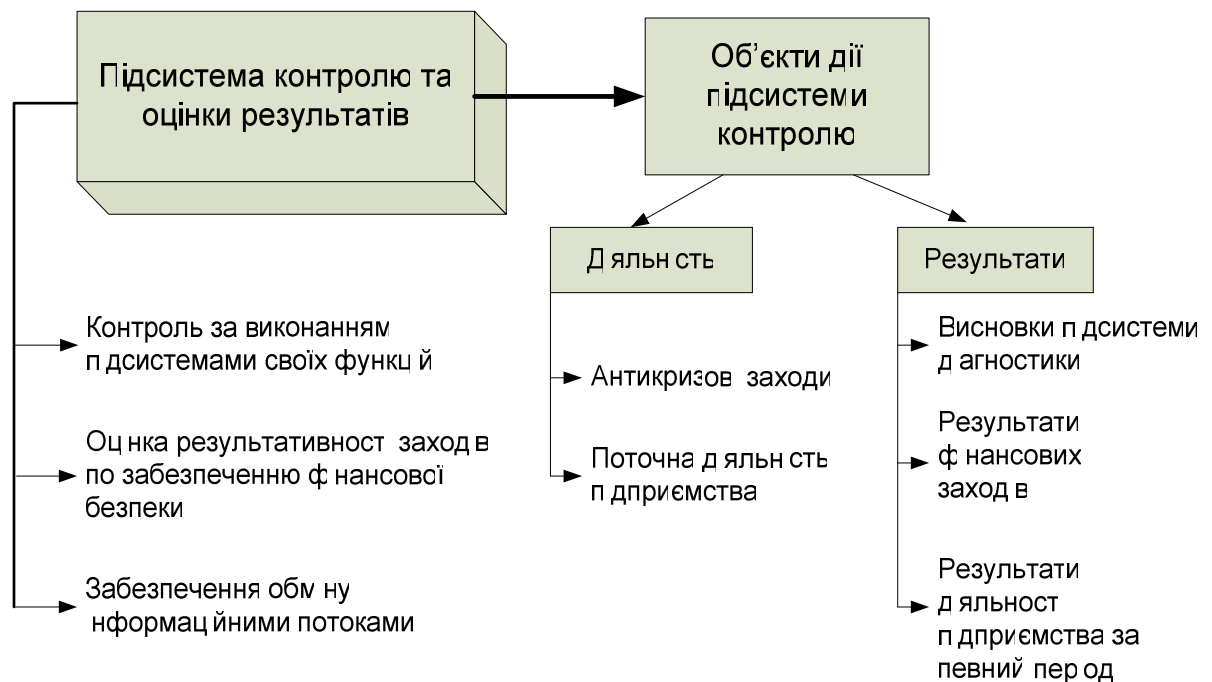 Підсистема контролю та
оцінки результатів
Об’єкти дії
підсистеми
контролю
Д яльн сть
Результати
Контроль за виконанням
п дсистемами своїх функц й
Оц нка результативност  заход в
по забезпеченню ф нансової
безпеки
Забезпечення обм ну
нформац йними потоками
Антикризов  заходи
Поточна д яльн сть
п дприємства
Висновки п дсистеми
д агностики
Результати
ф нансових
заход в
Результати
д яльност
п дприємства за
певний пер од